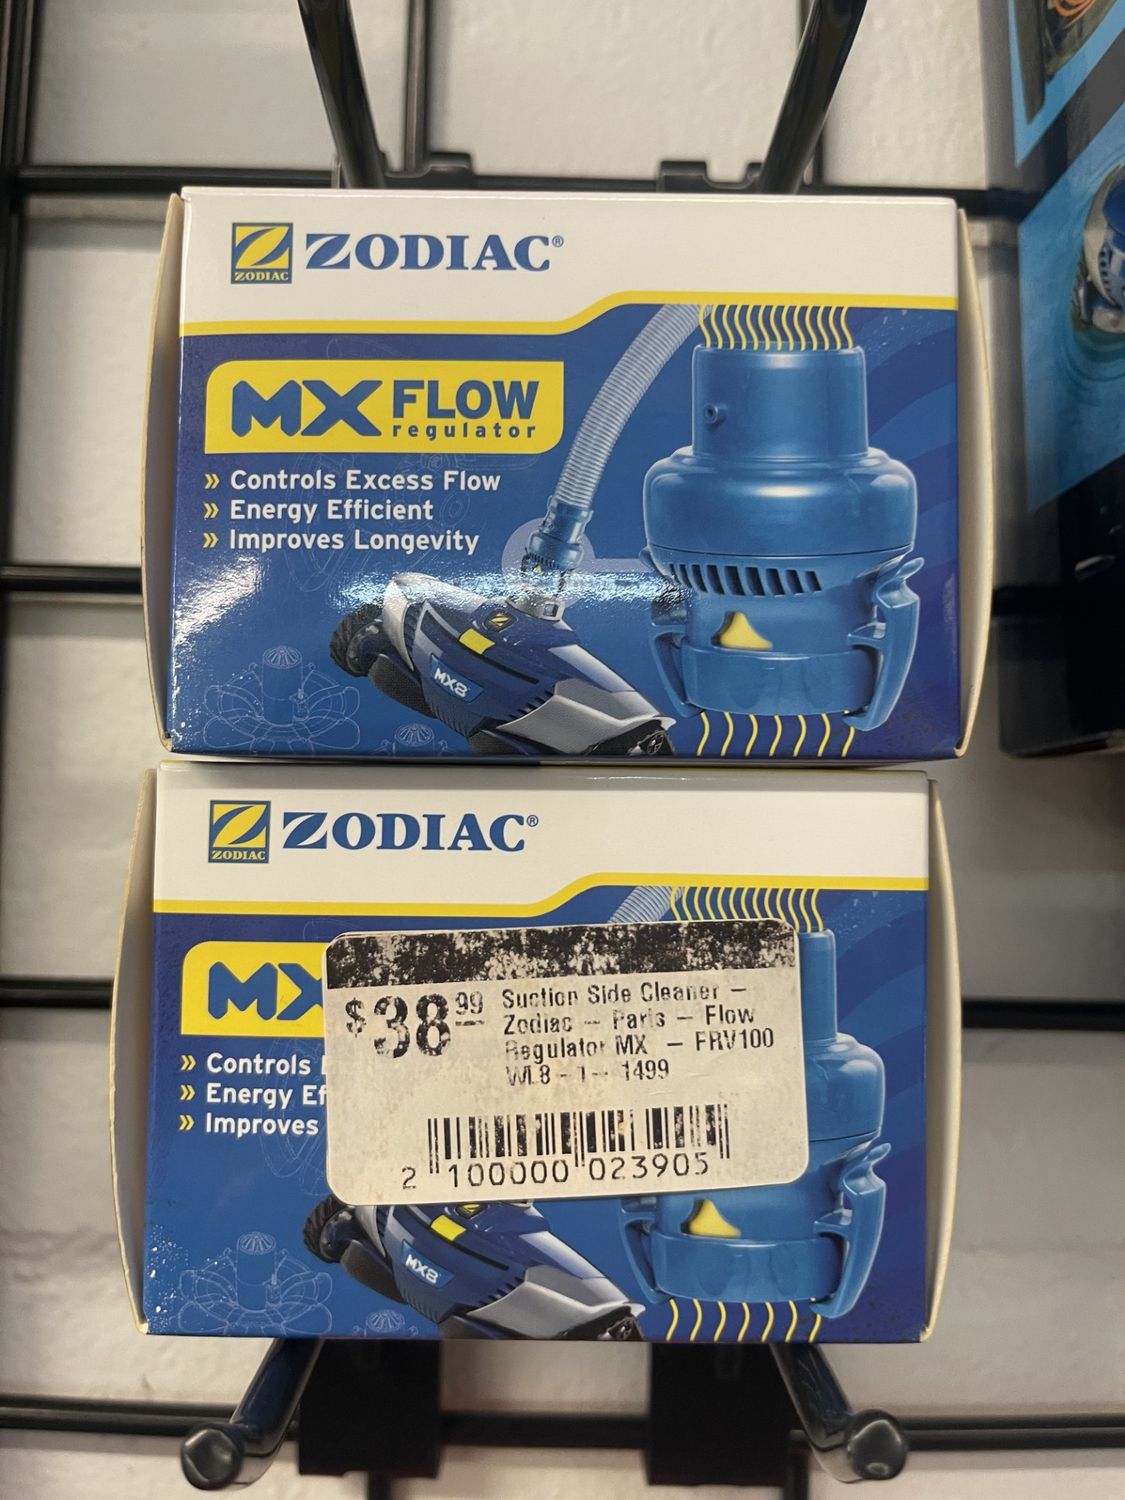 ZODIAC
ZODIAC®
MX FLOW
regulator
» Controls Excess Flow
» Energy Efficient
» Improves Longevity
MX8
ZODIAC
ZODIAC®
MX
» Controls
» Energy Ef
» Improves
$38.99
Suction Side Cleaner –
Zodiac – Parts – Flow
Regulator MX – FRV100
WL8 - 1 - 1499
2 100000 023905
MX8